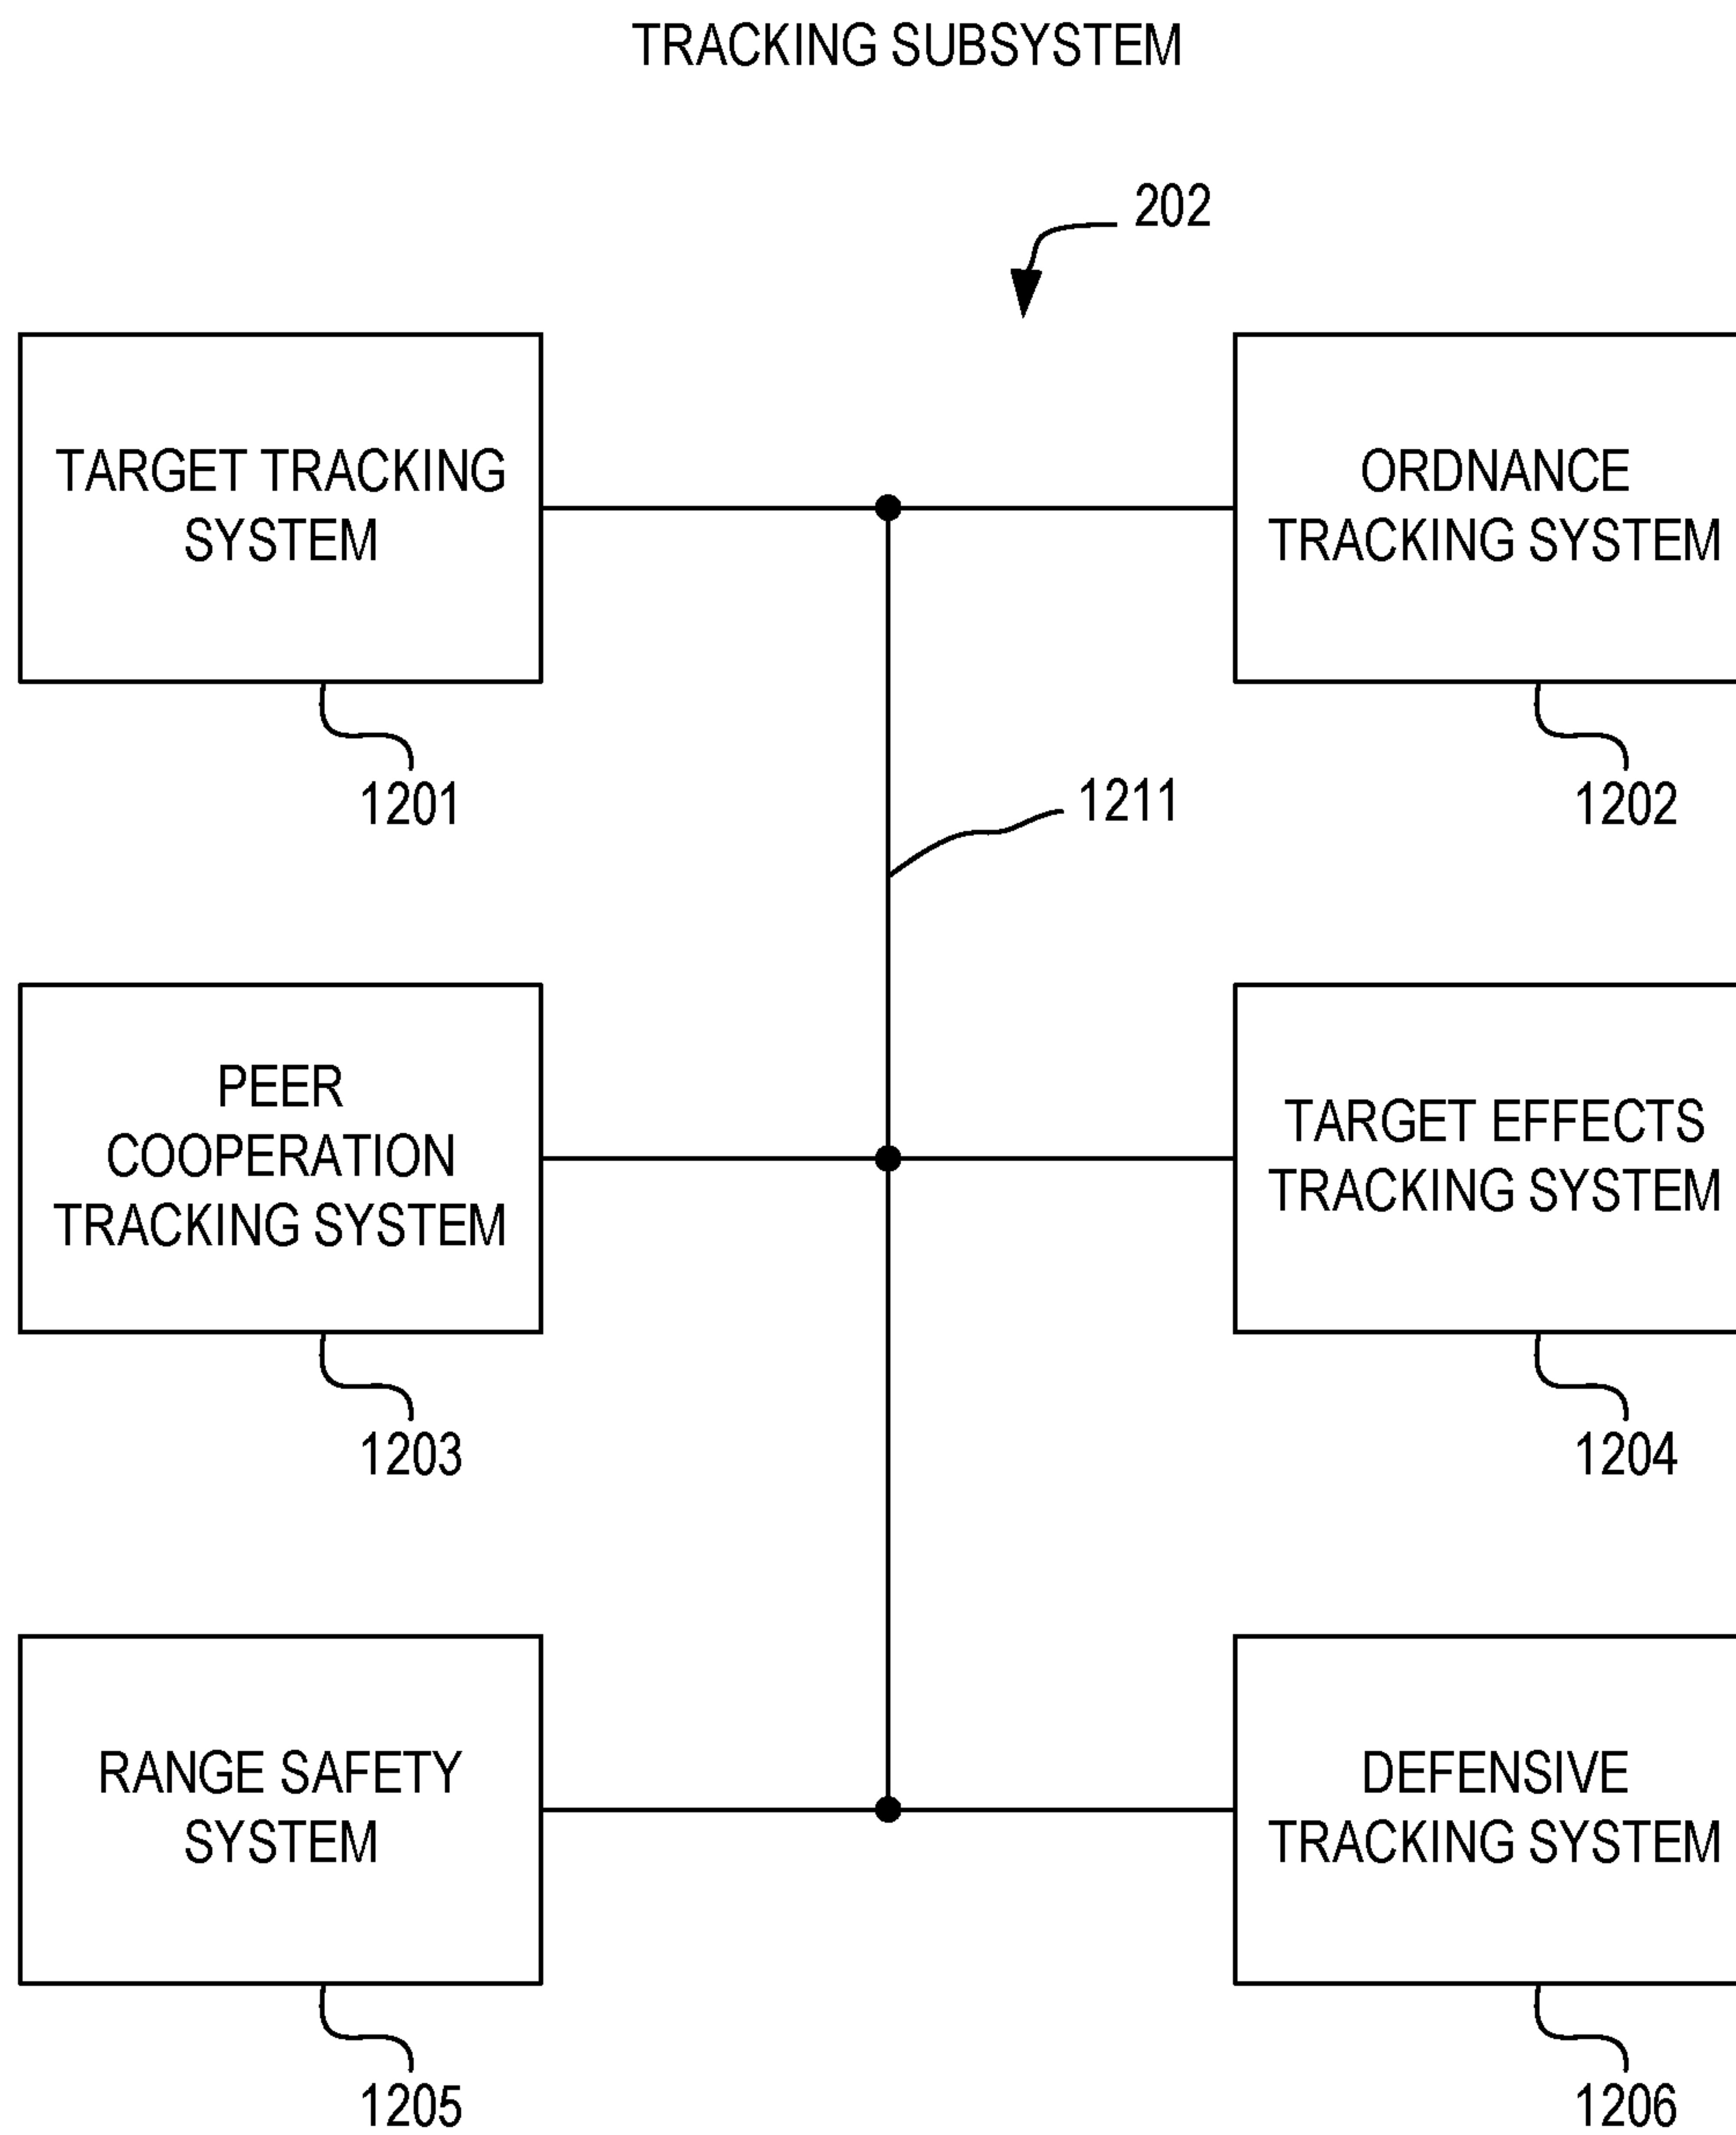 TRACKING SUBSYSTEM
202
TARGET TRACKING
SYSTEM
1201
ORDNANCE
TRACKING SYSTEM
1202
1211
PEER
COOPERATION
TRACKING SYSTEM
1203
TARGET EFFECTS
TRACKING SYSTEM
1204
RANGE SAFETY
SYSTEM
1205
DEFENSIVE
TRACKING SYSTEM
1206